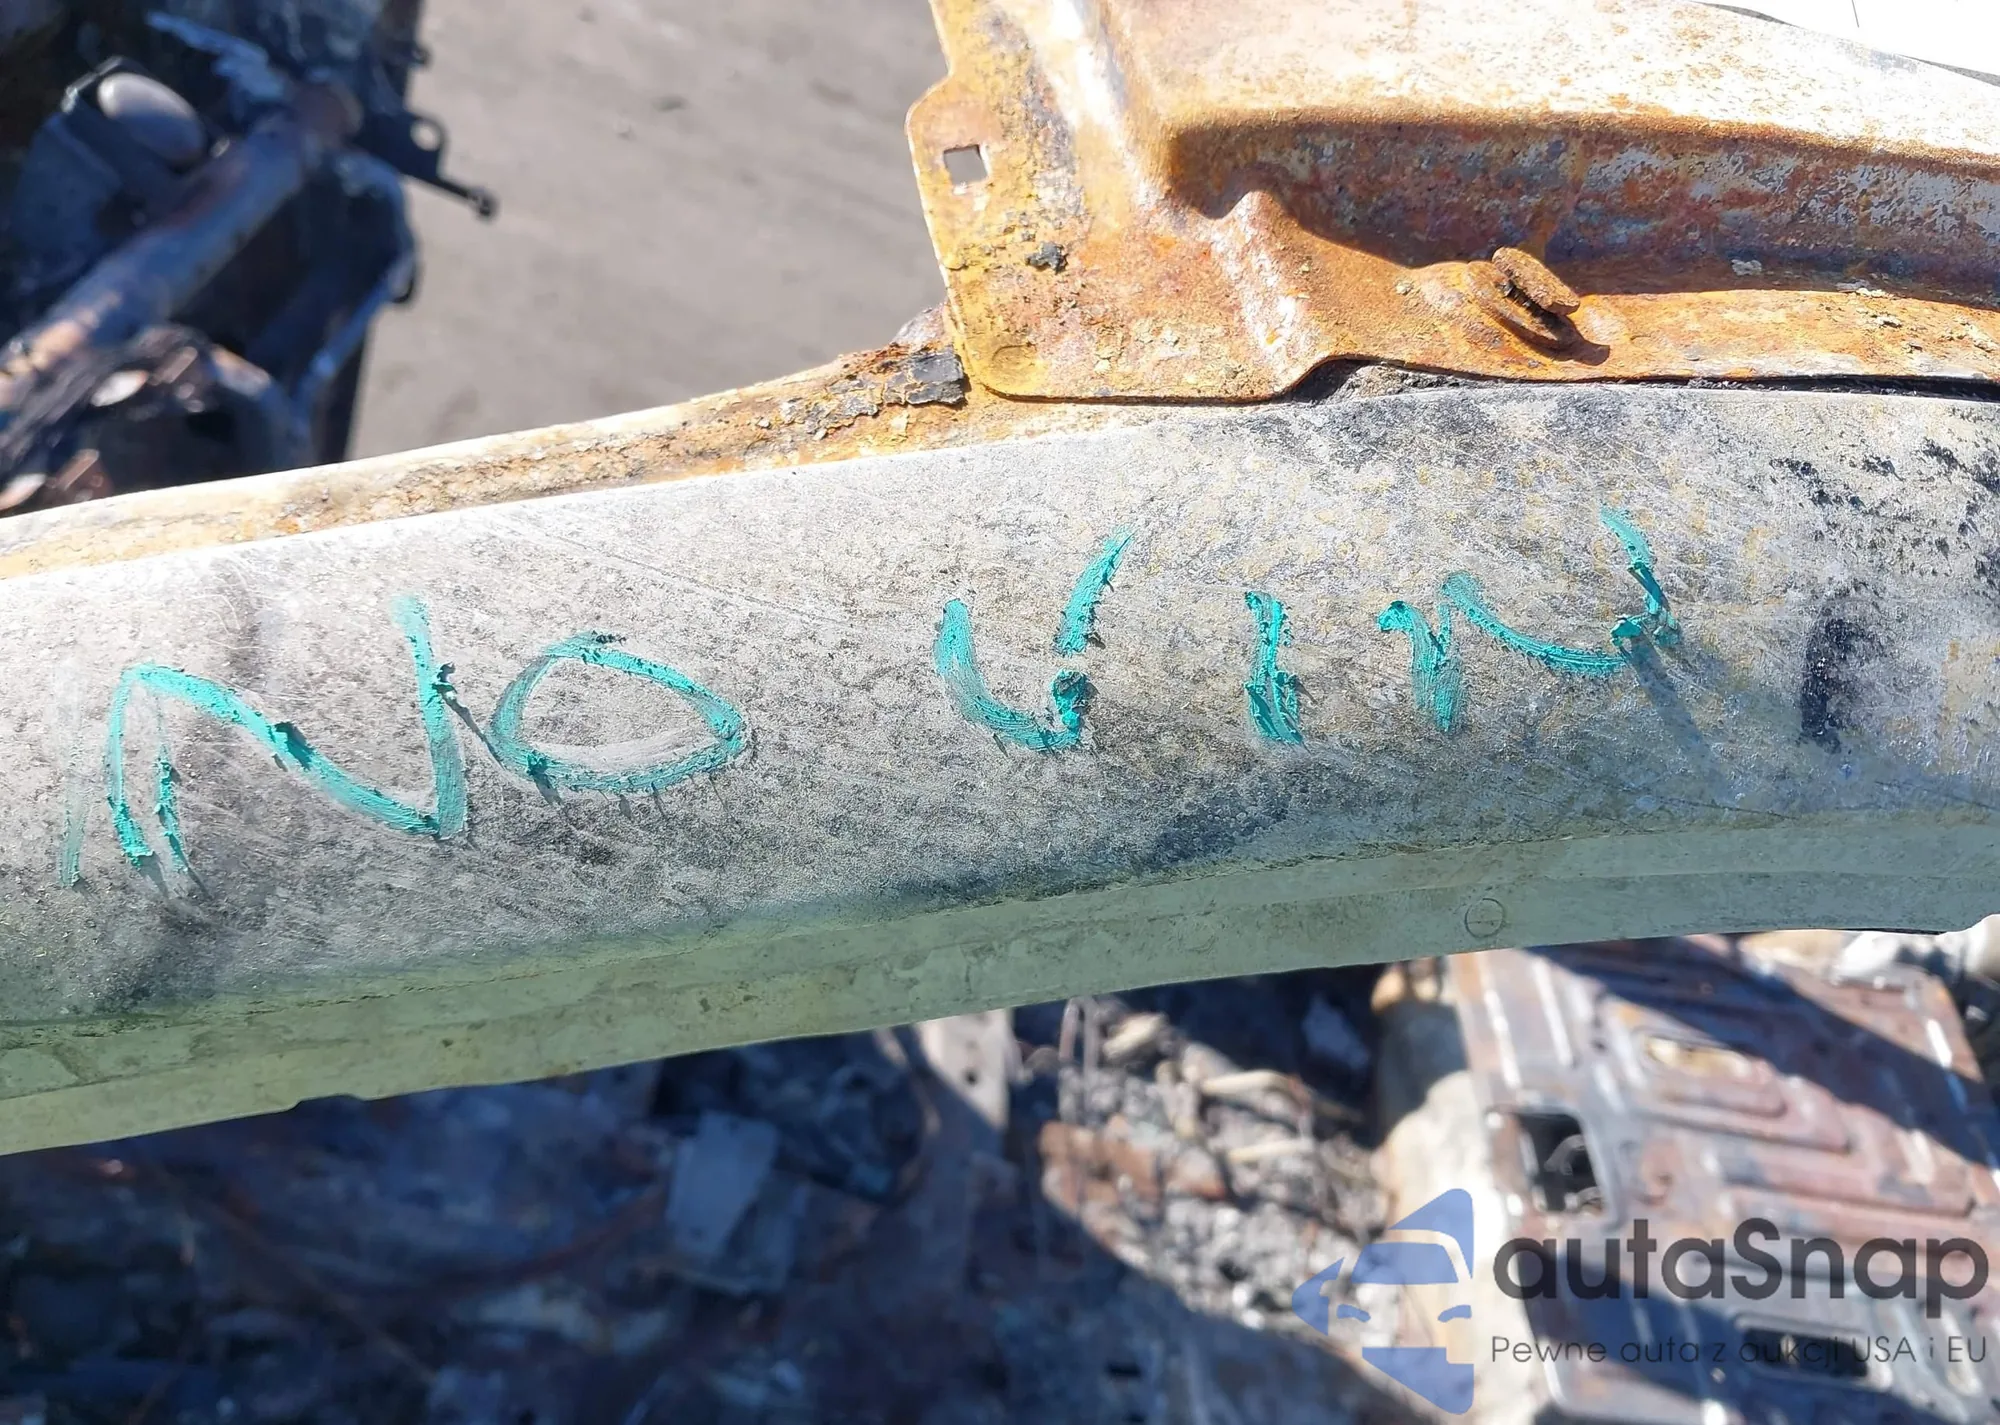 NO VIN
autaSnap
Pewne auta z aukcji USA i EU